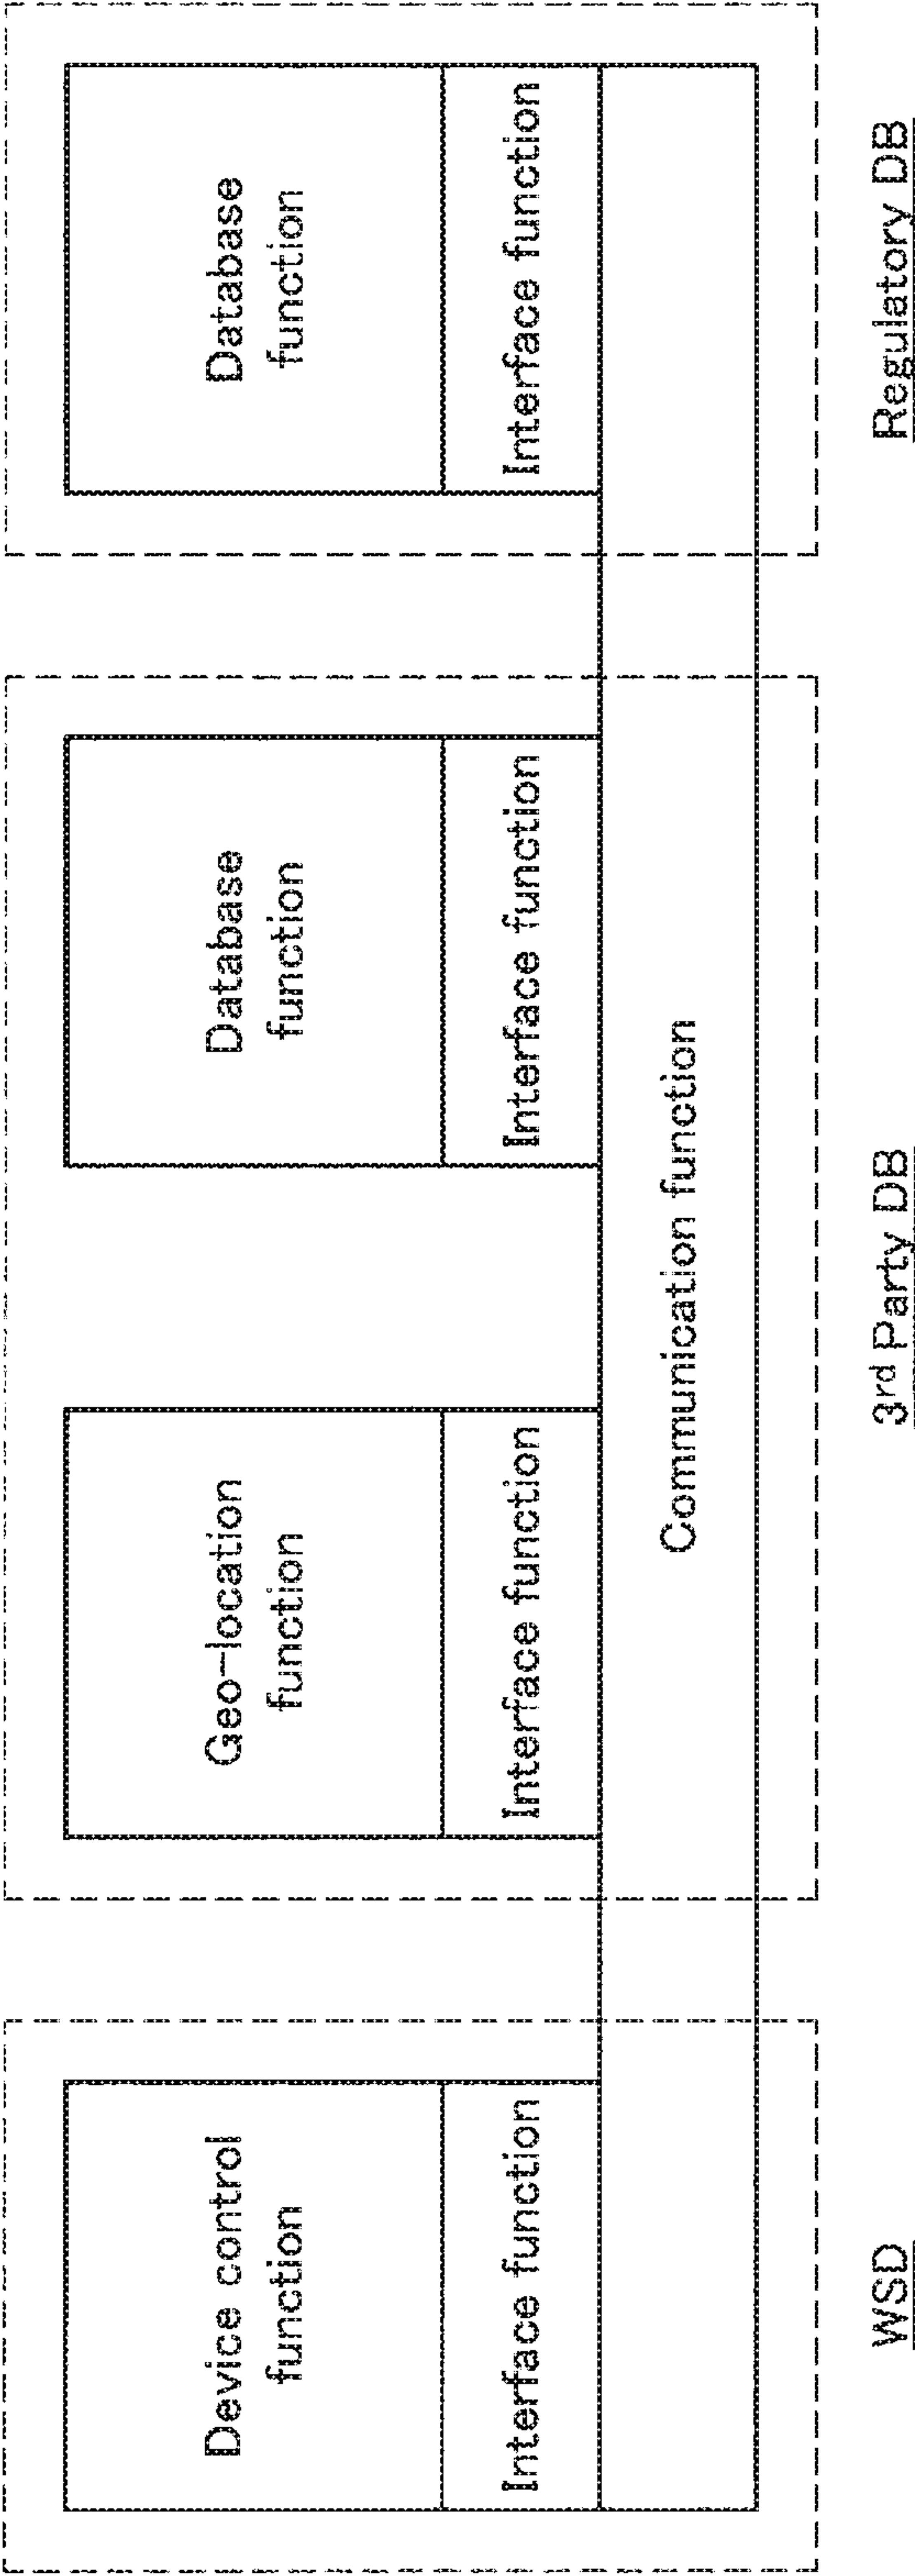 Device control
function
Interface function
Geo-location
function
Interface function
Database
function
Interface function
Database
function
Interface function
Communication function
WSD
3rd Party DB
Regulatory DB